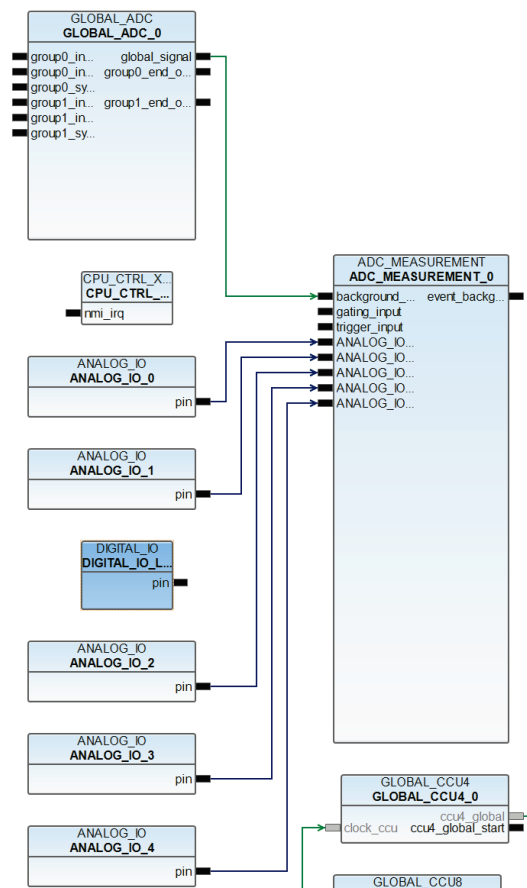 GLOBAL_ADC
GLOBAL_ADC_0
group0_in... global_signal
group0_in... group0_end_o...
group0_sy...
group1_in... group1_end_o...
group1_in...
group1_sy...
CPU_CTRL_X...
CPU_CTRL_...
nmi_irq
ADC_MEASUREMENT
ADC_MEASUREMENT_0
background_... event_backg...
gating_input
trigger_input
ANALOG_IO...
ANALOG_IO...
ANALOG_IO...
ANALOG_IO...
ANALOG_IO...
ANALOG_IO
ANALOG_IO_0
pin
ANALOG_IO
ANALOG_IO_1
pin
DIGITAL_IO
DIGITAL_IO_L...
pin
ANALOG_IO
ANALOG_IO_2
pin
ANALOG_IO
ANALOG_IO_3
pin
ANALOG_IO
ANALOG_IO_4
pin
GLOBAL_CCU4
GLOBAL_CCU4_0
ccu4_global
clock_ccu ccu4_global_start
GLOBAL_CCU8